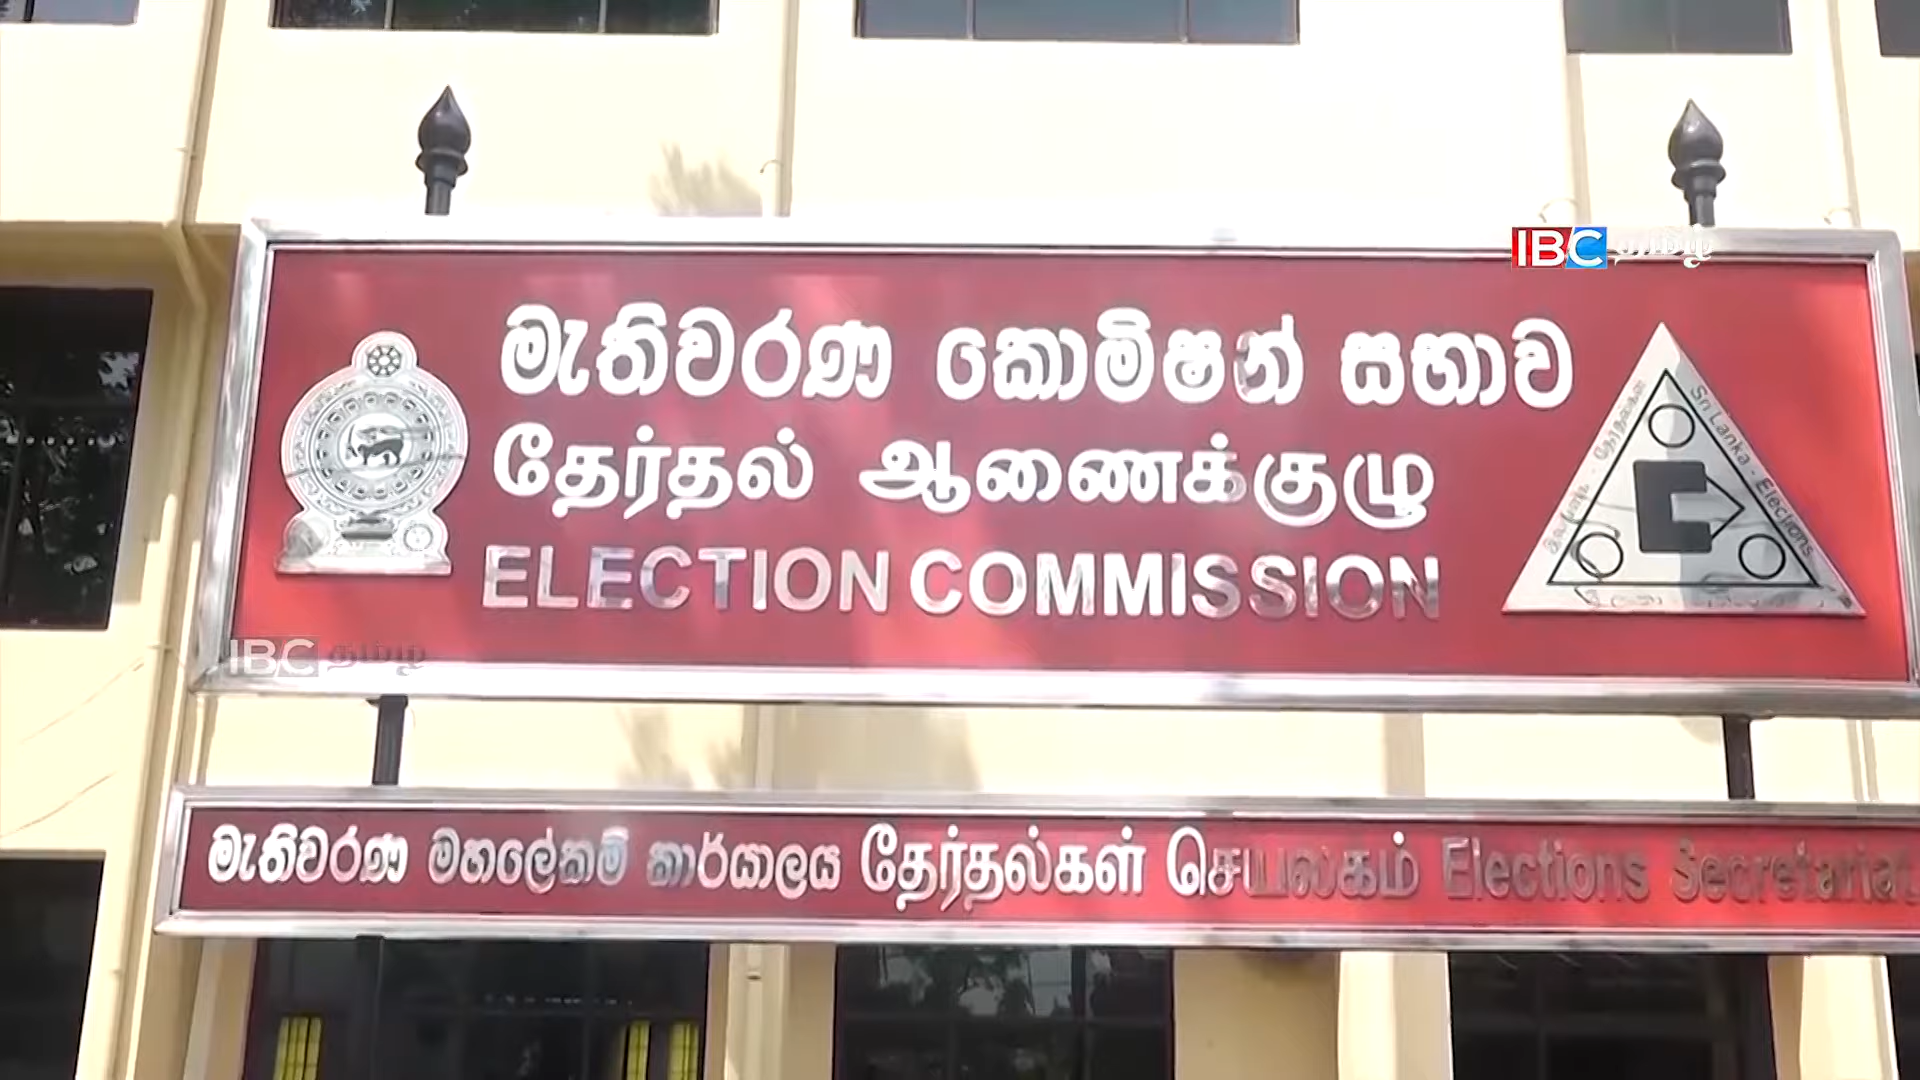 IBC தமிழ்
මැතිවරණ කොමිෂන් සභාව
தேர்தல் ஆணைக்குழு
ELECTION COMMISSION
Sri Lanka - Elections
IBC தமிழ்
මැතිවරණ මහලේකම් කාර්යාලය தேர்தல்கள் செயலகம் Elections Secretariat